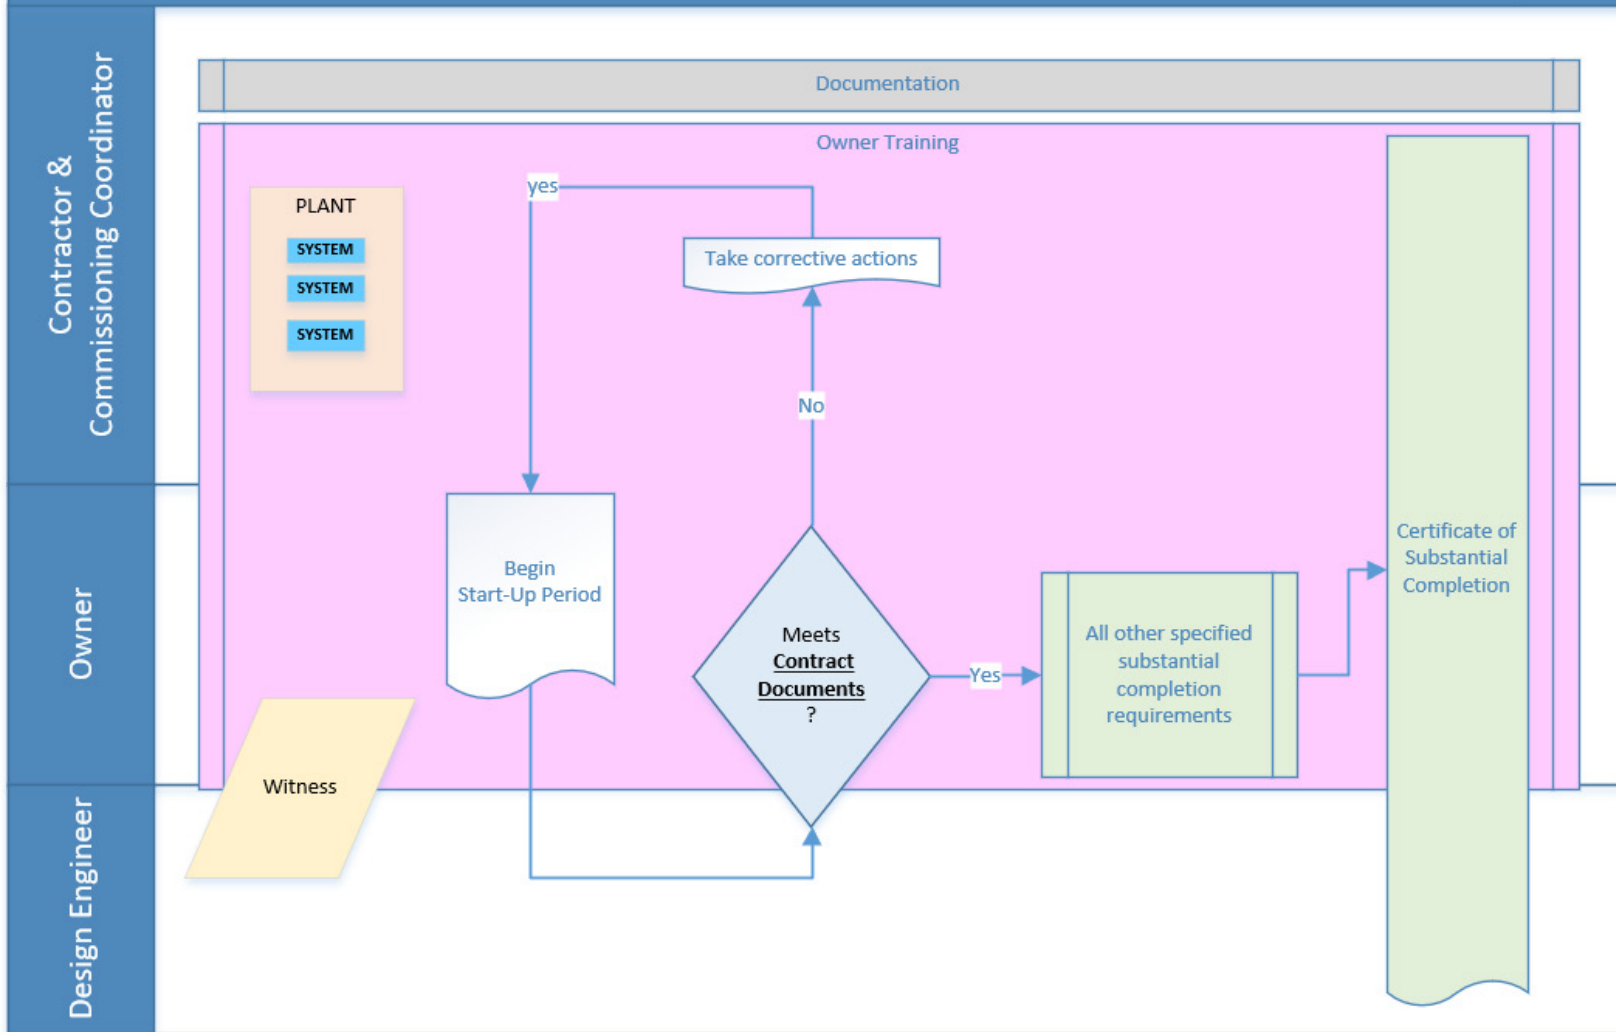 Contractor &
Commissioning Coordinator
Documentation
Owner Training
PLANT
SYSTEM
SYSTEM
SYSTEM
yes
Take corrective actions
No
Owner
Begin
Start-Up Period
Meets
Contract
Documents
?
Yes
All other specified
substantial
completion
requirements
Certificate of
Substantial
Completion
Witness
Design Engineer